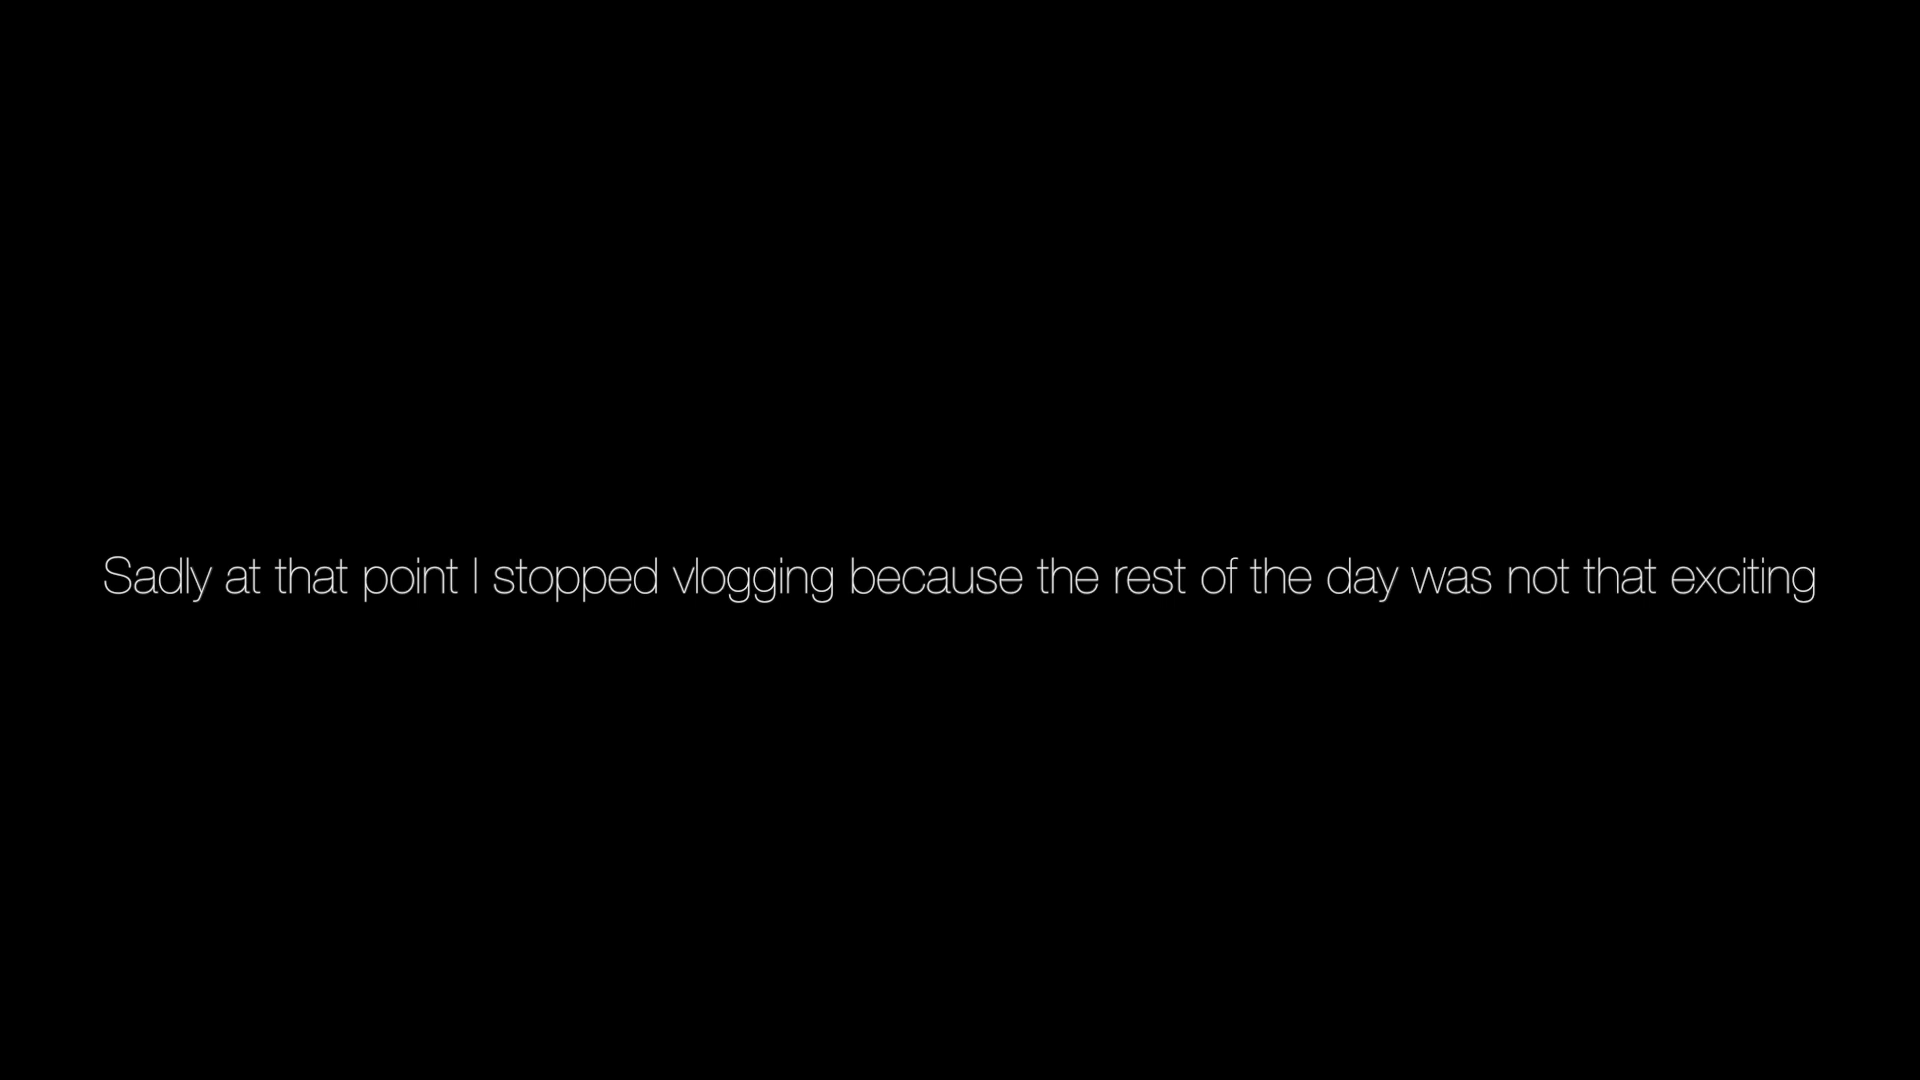 Sadly at that point I stopped vlogging because the rest of the day was not that exciting